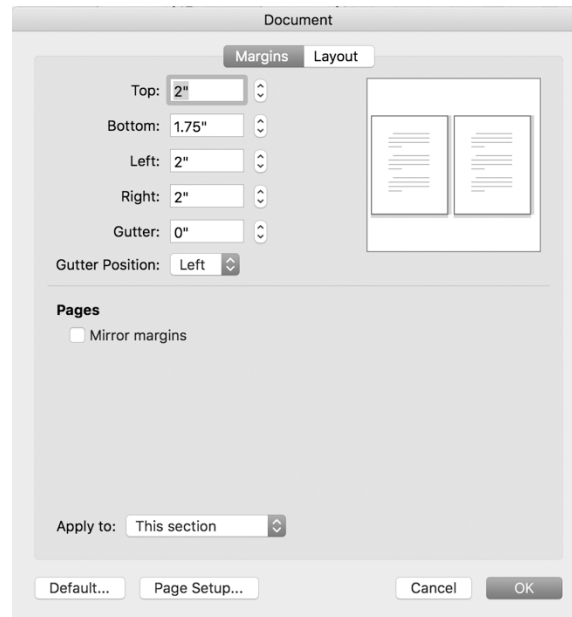 Document
Margins Layout
Top: 2"
Bottom: 1.75"
Left: 2"
Right: 2"
Gutter: 0"
Gutter Position: Left
Pages
Mirror margins
Apply to: This section
Default... Page Setup... Cancel OK